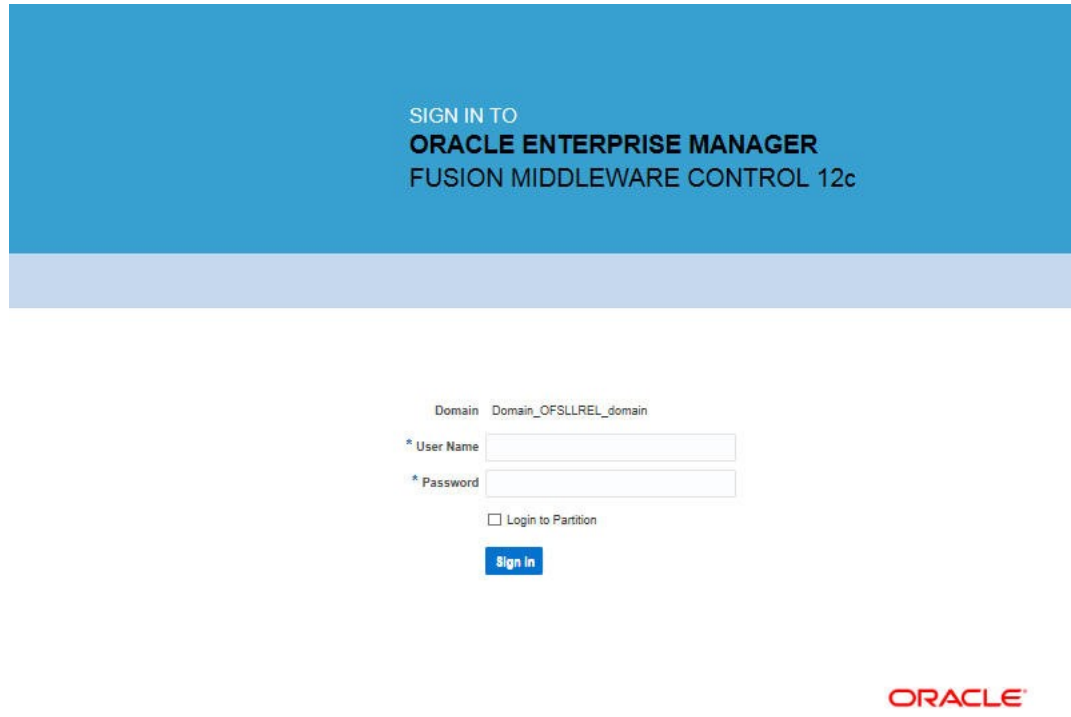 SIGN IN TO
ORACLE ENTERPRISE MANAGER
FUSION MIDDLEWARE CONTROL 12c
Domain Domain_OFSLLREL_domain
* User Name
* Password
Login to Partition
Sign in
ORACLE